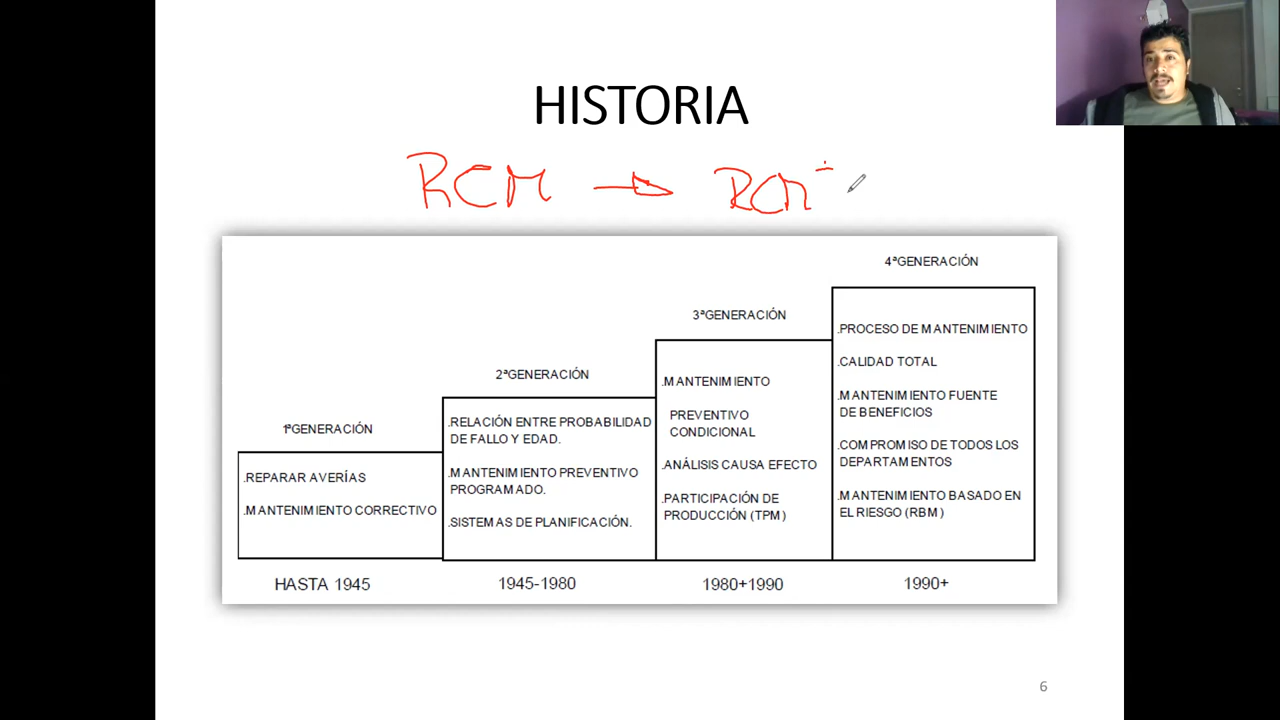 HISTORIA
RCM → RCM
4ªGENERACIÓN
.PROCESO DE MANTENIMIENTO
.CALIDAD TOTAL
.MANTENIMIENTO FUENTE
DE BENEFICIOS
.COMPROMISO DE TODOS LOS
DEPARTAMENTOS
.MANTENIMIENTO BASADO EN
EL RIESGO (RBM)
3ªGENERACIÓN
.MANTENIMIENTO
PREVENTIVO
CONDICIONAL
.ANÁLISIS CAUSA EFECTO
.PARTICIPACIÓN DE
PRODUCCIÓN (TPM)
2ªGENERACIÓN
.RELACIÓN ENTRE PROBABILIDAD
DE FALLO Y EDAD.
.MANTENIMIENTO PREVENTIVO
PROGRAMADO.
.SISTEMAS DE PLANIFICACIÓN.
1ªGENERACIÓN
.REPARAR AVERÍAS
.MANTENIMIENTO CORRECTIVO
HASTA 1945
1945-1980
1980+1990
1990+
6